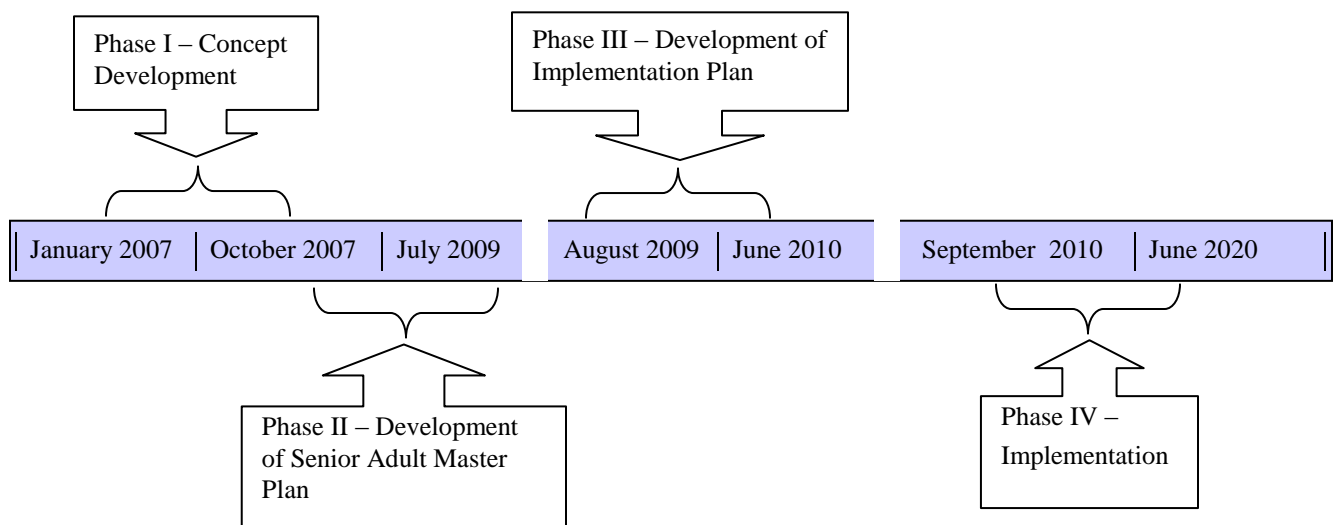 Phase I – Concept
Development
Phase III – Development of
Implementation Plan
January 2007
October 2007
July 2009
August 2009
June 2010
September 2010
June 2020
Phase II – Development
of Senior Adult Master
Plan
Phase IV –
Implementation